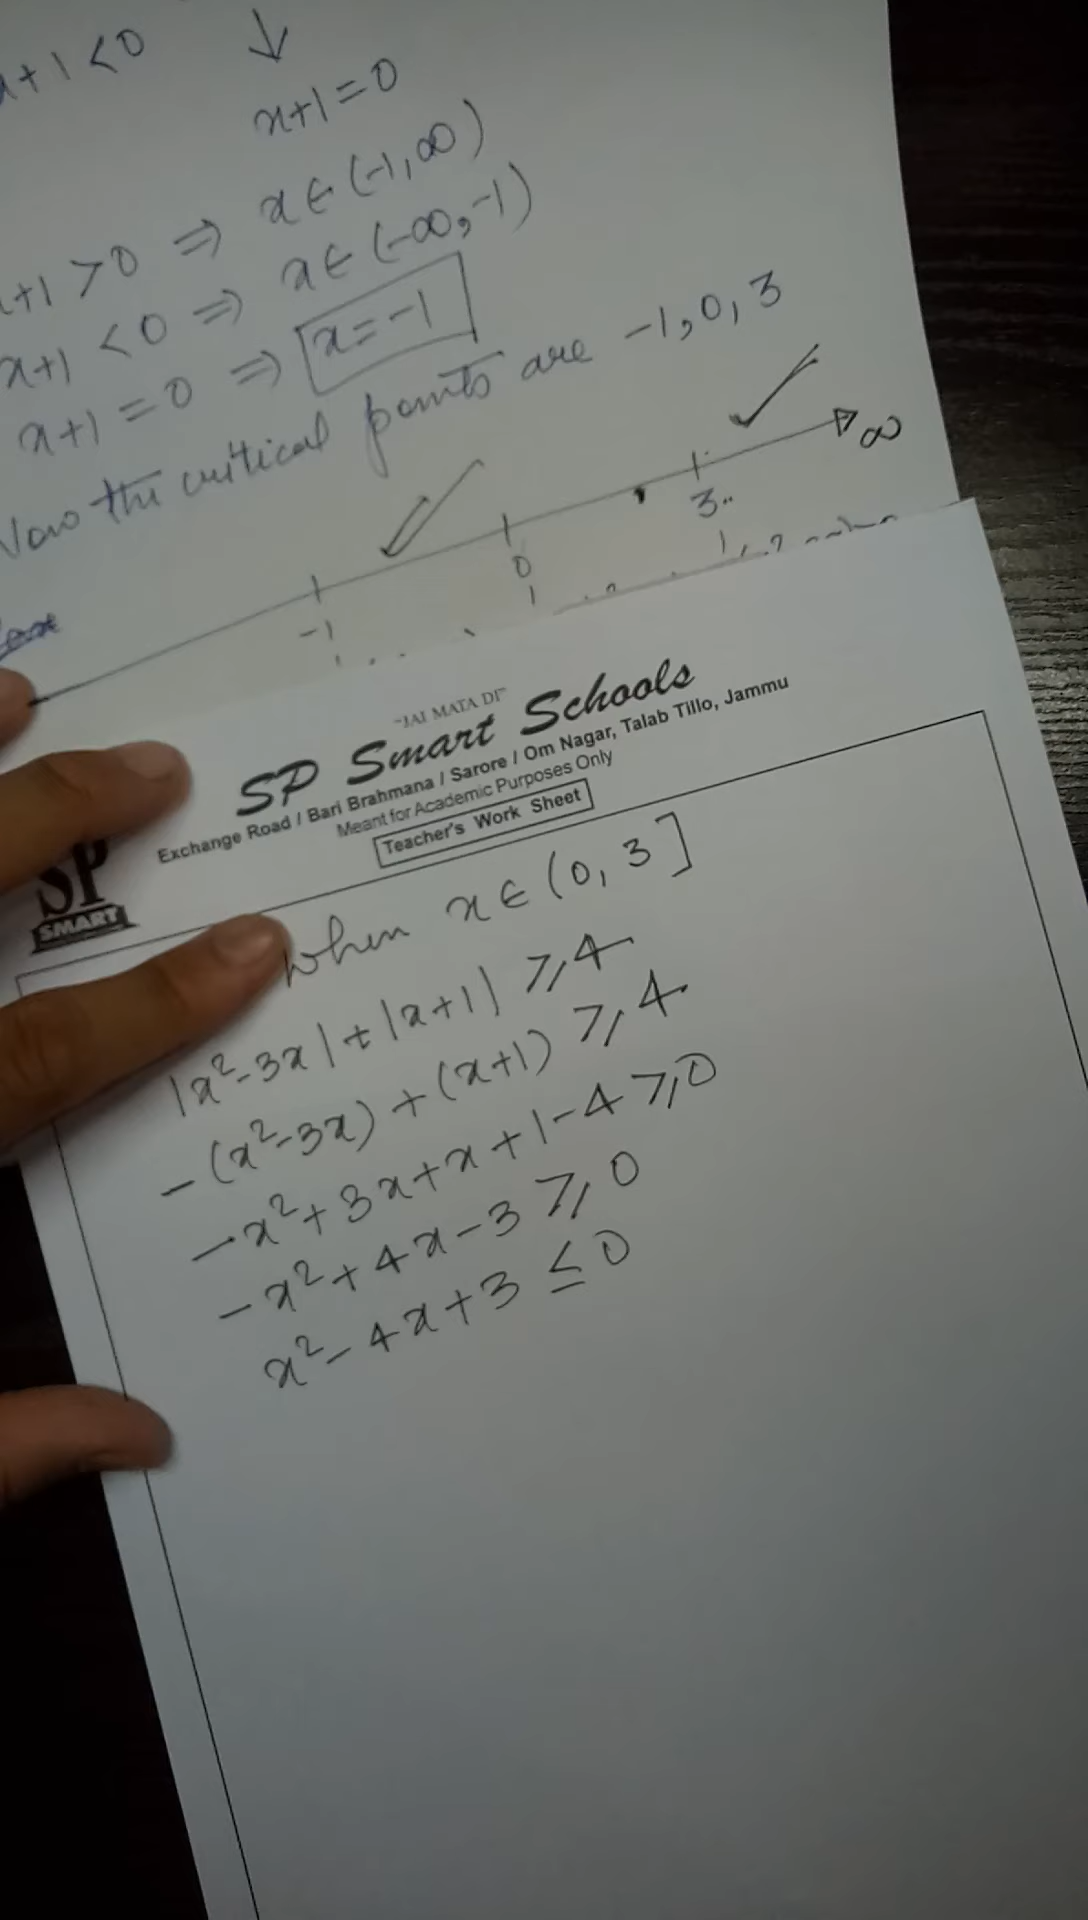 x+1<0 ↓
x+1=0
x+1 > 0 ⇒ x ∈ (-1, ∞)
x+1 < 0 ⇒ x ∈ (-∞, -1)
x+1 = 0 ⇒ x = -1
Now the critical points are -1, 0, 3
-1 0 3 ∞
"JAI MATA DI"
SP Smart Schools
Exchange Road / Bari Brahmana / Sarore / Om Nagar, Talab Tillo, Jammu
Meant for Academic Purposes Only
Teacher's Work Sheet
SP
SMART
when x ∈ (0, 3]
|x²-3x| + |x+1| ≥ 4
-(x²-3x) + (x+1) ≥ 4
-x² + 3x + x + 1 - 4 ≥ 0
-x² + 4x - 3 ≥ 0
x² - 4x + 3 ≤ 0